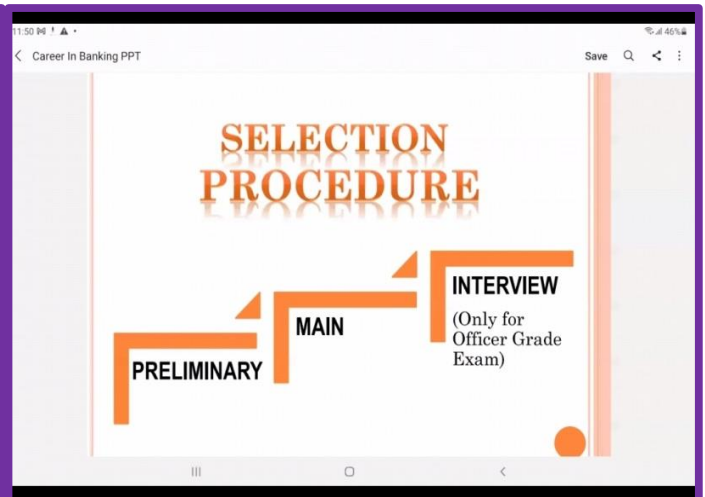 11:50
46%
Career In Banking PPT
Save
SELECTION
PROCEDURE
PRELIMINARY
MAIN
INTERVIEW
(Only for
Officer Grade
Exam)